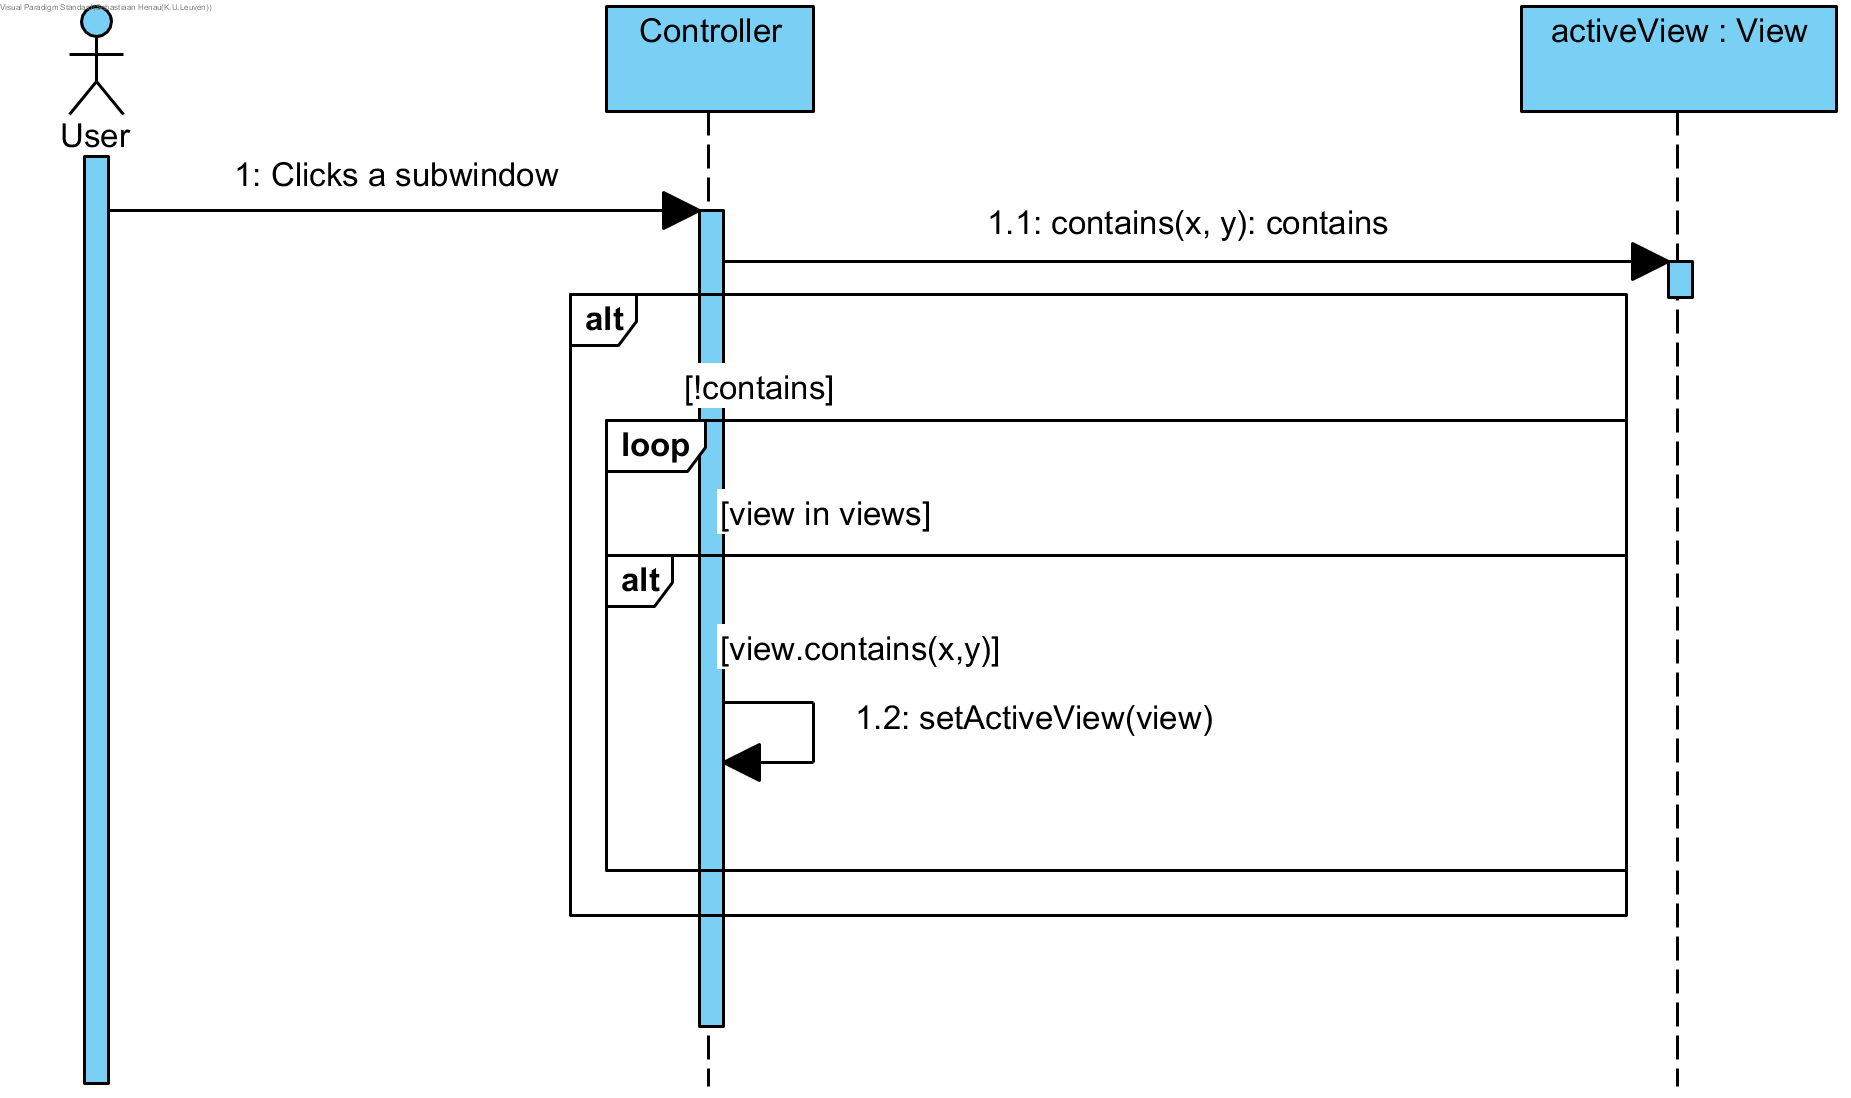 Visual Paradigm Standard(Sebastiaan Henau(K.U.Leuven))
User
Controller
activeView : View
1: Clicks a subwindow
1.1: contains(x, y): contains
alt
[!contains]
loop
[view in views]
alt
[view.contains(x,y)]
1.2: setActiveView(view)